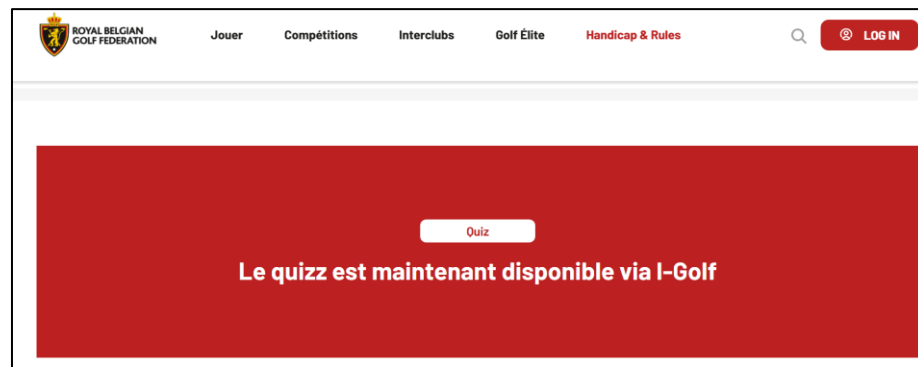 ROYAL BELGIAN
GOLF FEDERATION
Jouer
Compétitions
Interclubs
Golf Élite
Handicap & Rules
LOG IN
Quiz
Le quizz est maintenant disponible via I-Golf